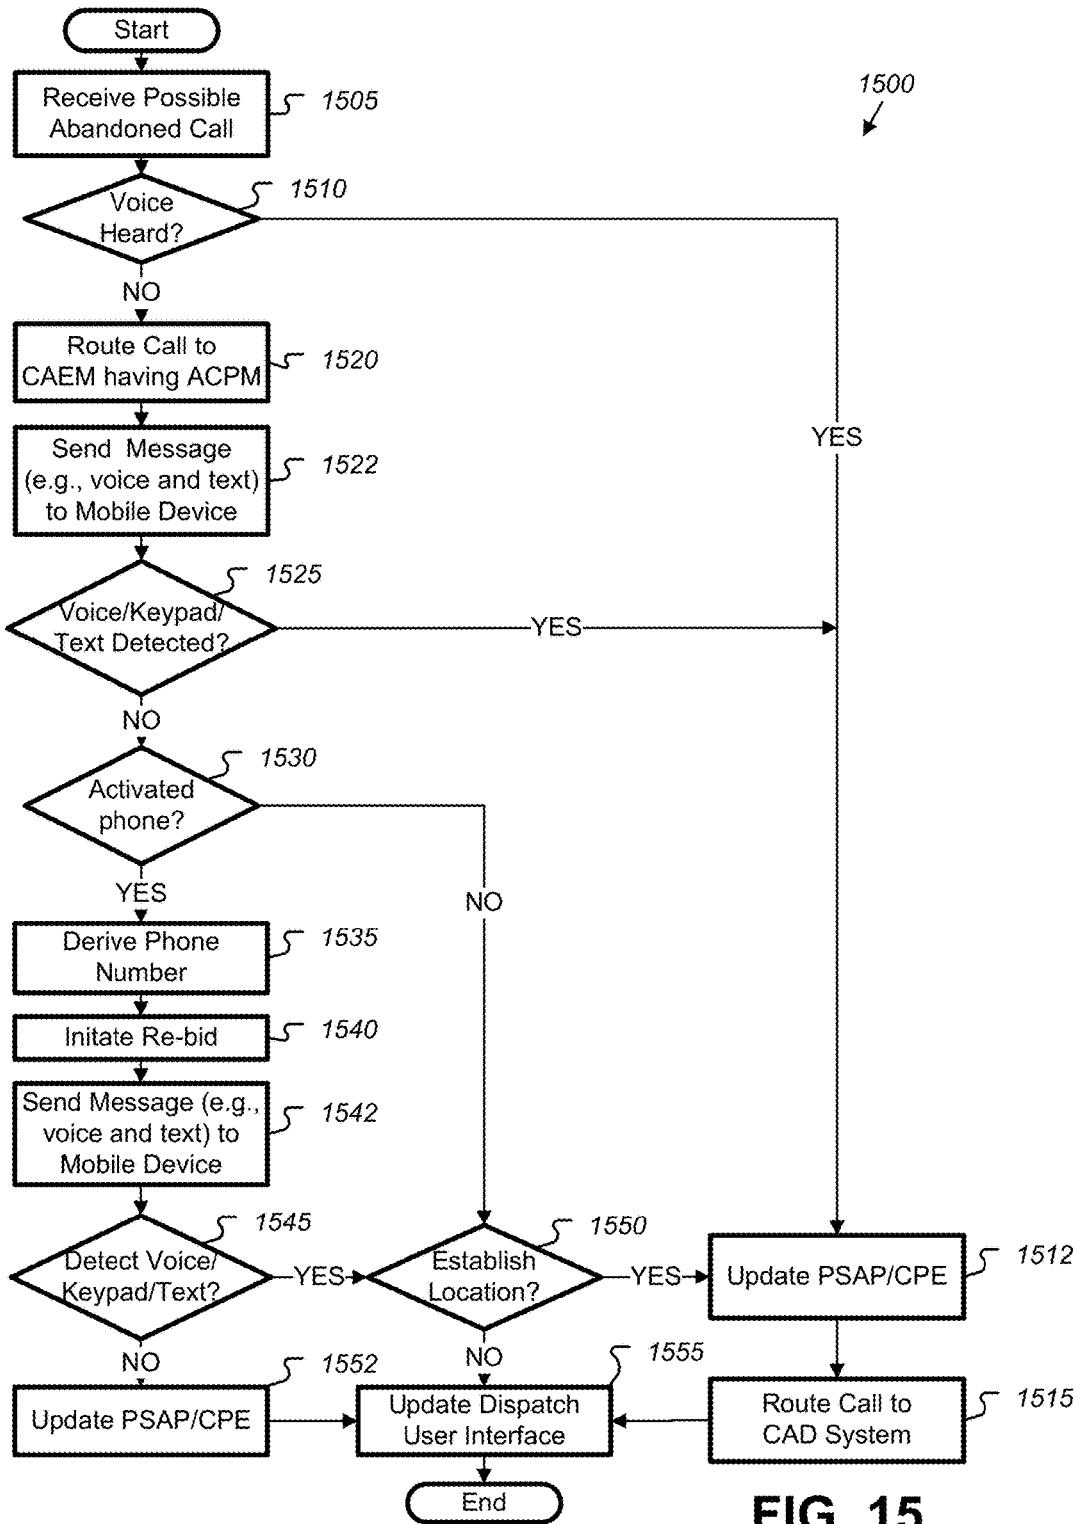 Start
Receive Possible
Abandoned Call
1505
1500
Voice
Heard?
1510
NO
YES
Route Call to
CAEM having ACPM
1520
Send Message
(e.g., voice and text)
to Mobile Device
1522
Voice/Keypad/
Text Detected?
1525
YES
NO
Activated
phone?
1530
YES
NO
Derive Phone
Number
1535
Initate Re-bid
1540
Send Message (e.g.,
voice and text) to
Mobile Device
1542
Detect Voice/
Keypad/Text?
1545
YES
Establish
Location?
1550
YES
Update PSAP/CPE
1512
NO
NO
Update PSAP/CPE
1552
Update Dispatch
User Interface
1555
Route Call to
CAD System
1515
End
FIG. 15